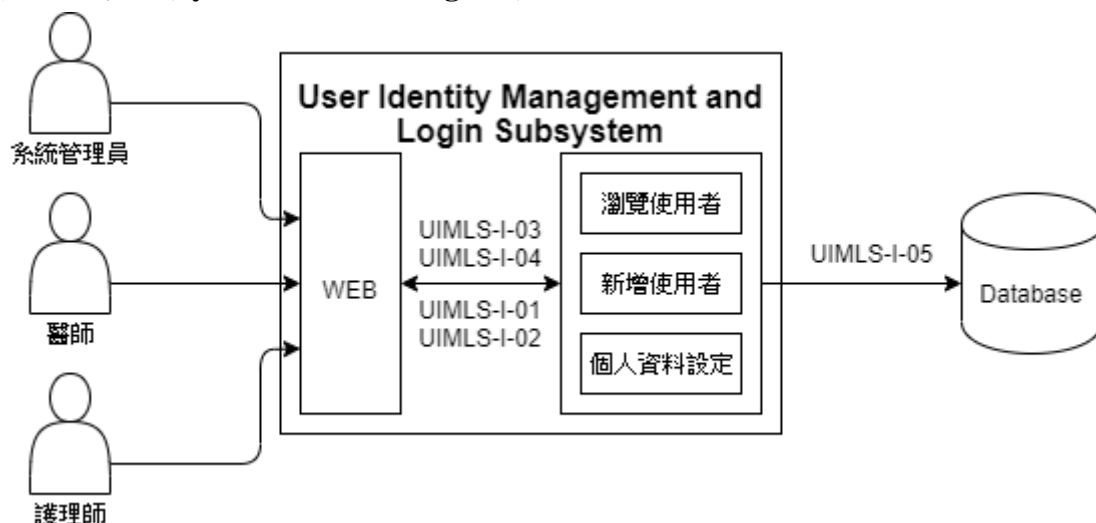 User Identity Management and
Login Subsystem
系統管理員
醫師
護理師
WEB
UIMLS-I-03
UIMLS-I-04
UIMLS-I-01
UIMLS-I-02
瀏覽使用者
新增使用者
個人資料設定
UIMLS-I-05
Database